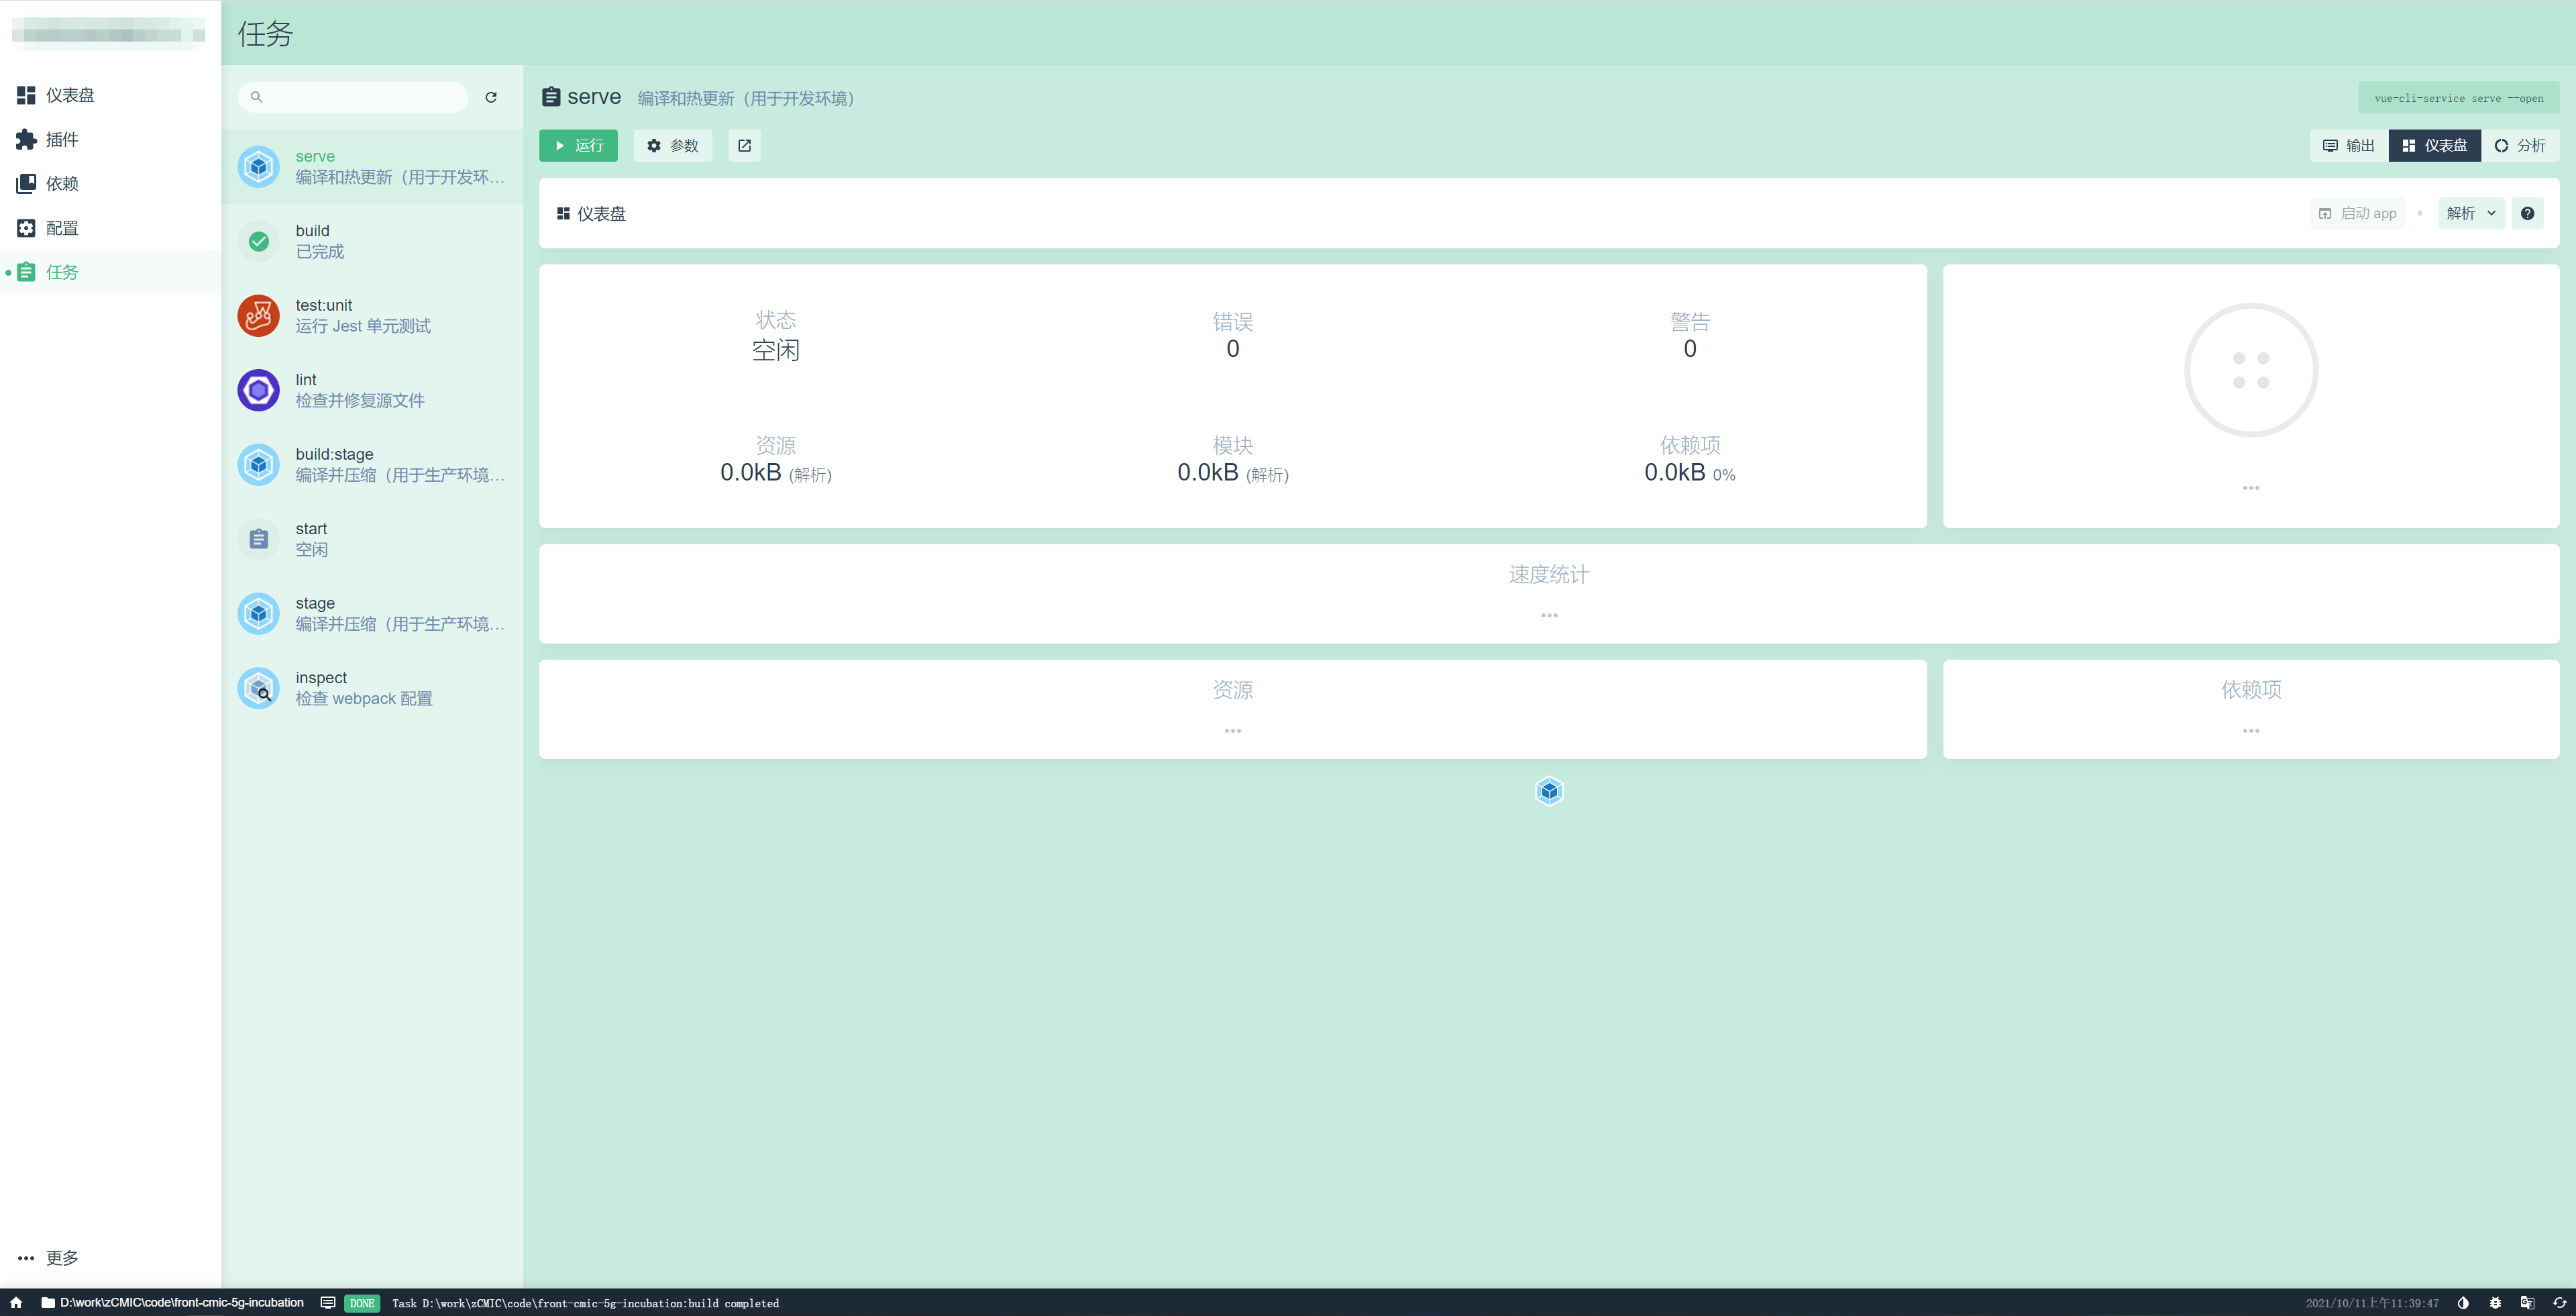 任务
仪表盘
插件
依赖
配置
任务
更多
serve
编译和热更新（用于开发环…
build
已完成
test:unit
运行 Jest 单元测试
lint
检查并修复源文件
build:stage
编译并压缩（用于生产环境…
start
空闲
stage
编译并压缩（用于生产环境…
inspect
检查 webpack 配置
serve 编译和热更新（用于开发环境）
vue-cli-service serve --open
运行 参数
输出 仪表盘 分析
仪表盘
启动 app 解析
状态 错误 警告
空闲 0 0
资源 模块 依赖项
0.0kB (解析) 0.0kB (解析) 0.0kB 0%
速度统计
资源 依赖项
D:\work\zCMIC\code\front-cmic-5g-incubation DONE Task D:\work\zCMIC\code\front-cmic-5g-incubation:build completed 2021/10/11上午11:39:47